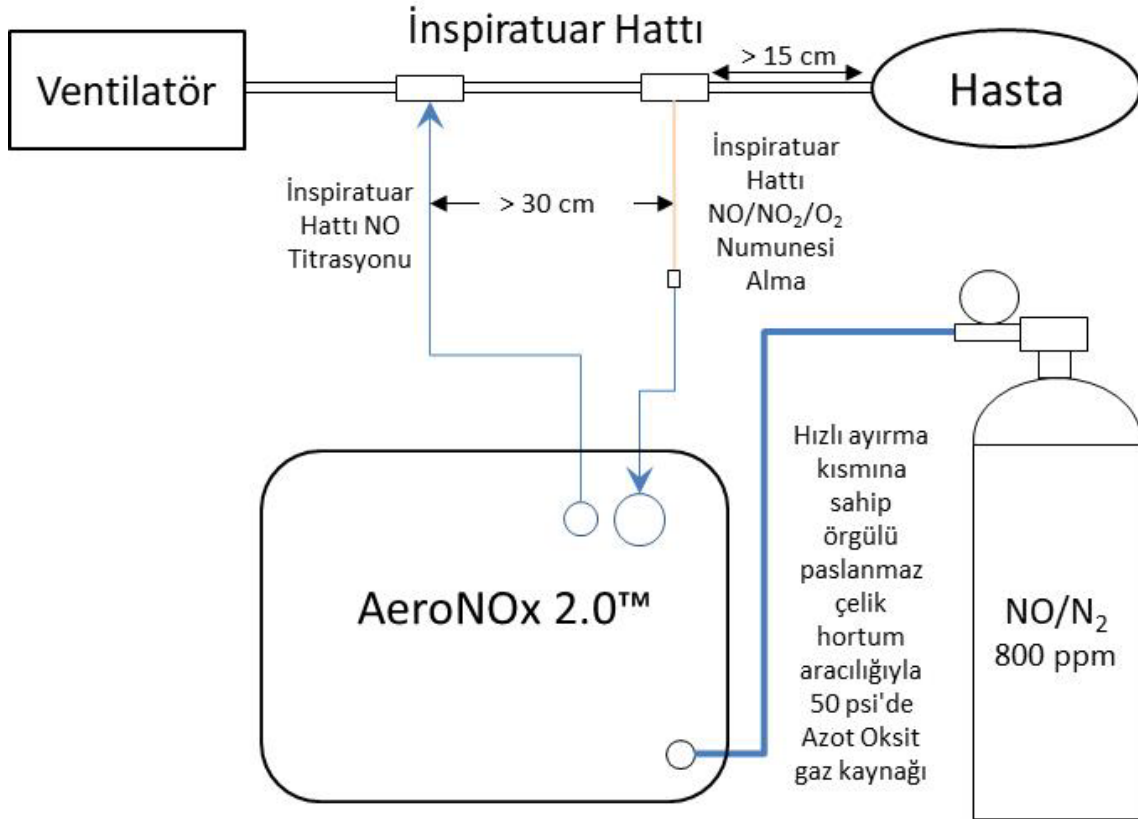 İnspiratuar Hattı
Ventilatör
> 15 cm
Hasta
İnspiratuar
Hattı NO
Titrasyonu
> 30 cm
İnspiratuar
Hattı
NO/NO₂/O₂
Numunesi
Alma
AeroNOx 2.0™
Hızlı ayırma
kısmına
sahip
örgülü
paslanmaz
çelik
hortum
aracılığıyla
50 psi'de
Azot Oksit
gaz kaynağı
NO/N₂
800 ppm